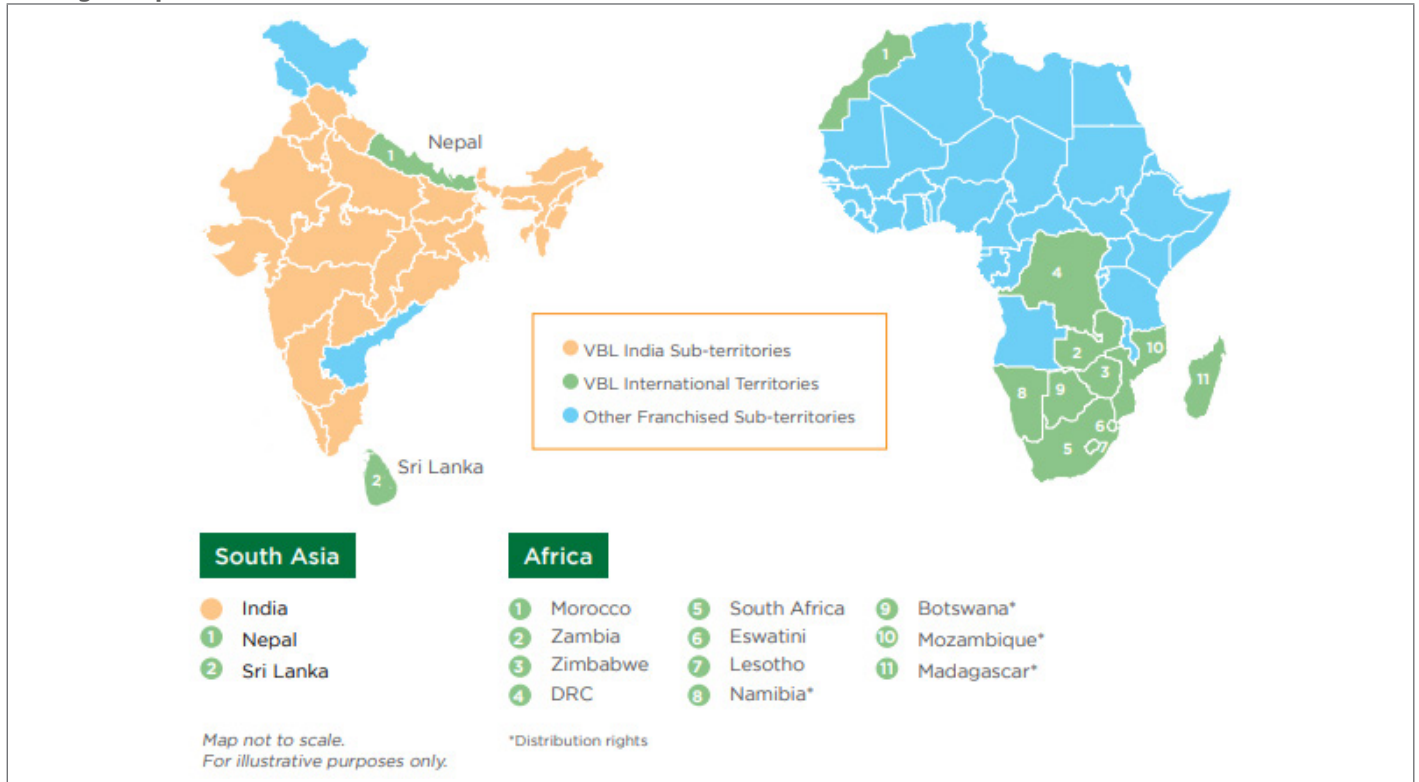 Nepal
1
Sri Lanka
2
VBL India Sub-territories
VBL International Territories
Other Franchised Sub-territories
1
4
2
10
3
11
8
9
6
5
7
South Asia
India
1 Nepal
2 Sri Lanka
Map not to scale.
For illustrative purposes only.
Africa
1 Morocco
2 Zambia
3 Zimbabwe
4 DRC
5 South Africa
6 Eswatini
7 Lesotho
8 Namibia*
9 Botswana*
10 Mozambique*
11 Madagascar*
*Distribution rights